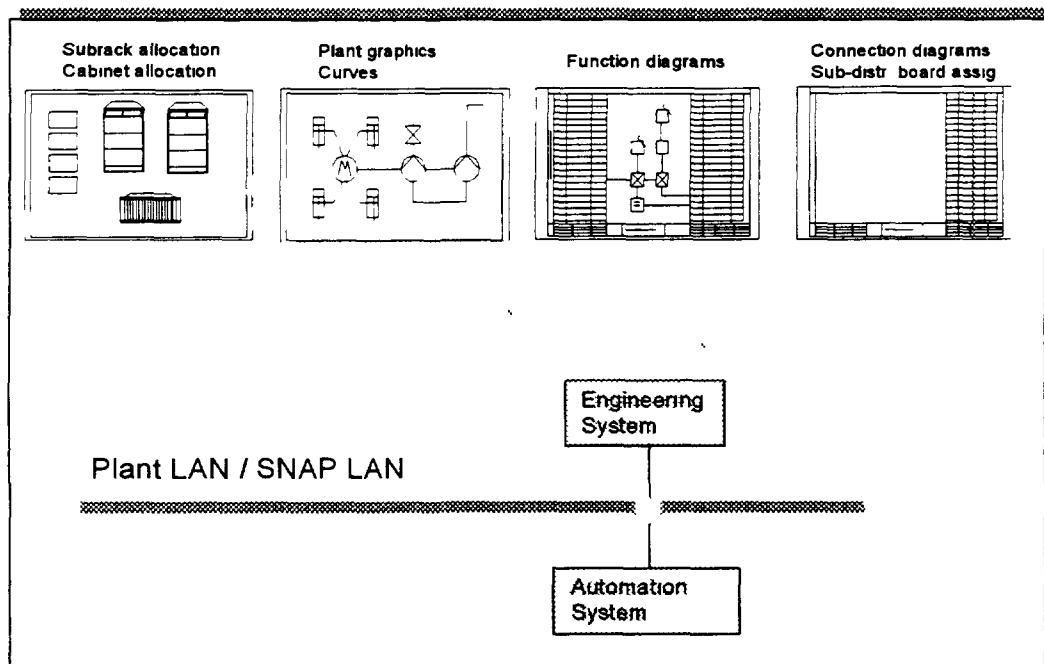 Subrack allocation
Cabinet allocation
Plant graphics
Curves
Function diagrams
Connection diagrams
Sub-distr board assig
M
Engineering
System
Plant LAN / SNAP LAN
Automation
System